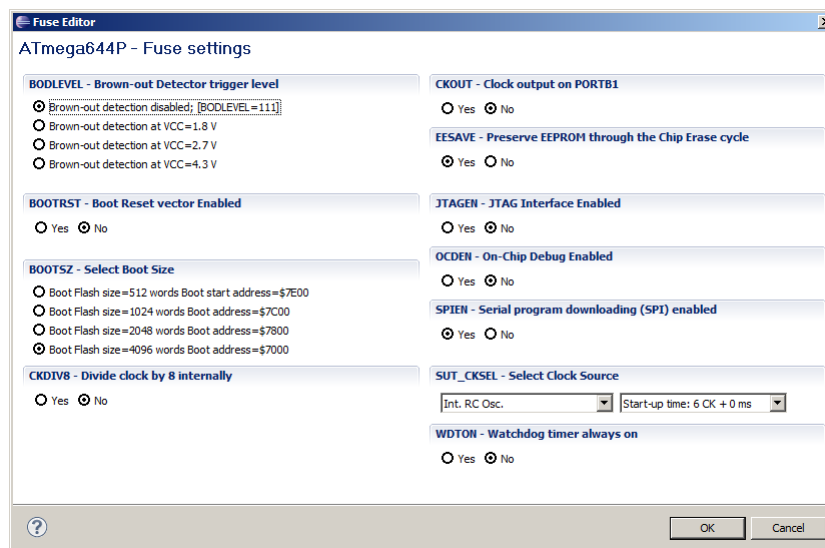 Fuse Editor
ATmega644P - Fuse settings
BODLEVEL - Brown-out Detector trigger level
Brown-out detection disabled; [BODLEVEL=111]
Brown-out detection at VCC=1.8 V
Brown-out detection at VCC=2.7 V
Brown-out detection at VCC=4.3 V
BOOTRST - Boot Reset vector Enabled
Yes No
BOOTSZ - Select Boot Size
Boot Flash size=512 words Boot start address=$7E00
Boot Flash size=1024 words Boot address=$7C00
Boot Flash size=2048 words Boot address=$7800
Boot Flash size=4096 words Boot address=$7000
CKDIV8 - Divide clock by 8 internally
Yes No
CKOUT - Clock output on PORTB1
Yes No
EESAVE - Preserve EEPROM through the Chip Erase cycle
Yes No
JTAGEN - JTAG Interface Enabled
Yes No
OCDEN - On-Chip Debug Enabled
Yes No
SPIEN - Serial program downloading (SPI) enabled
Yes No
SUT_CKSEL - Select Clock Source
Int. RC Osc. Start-up time: 6 CK + 0 ms
WDTON - Watchdog timer always on
Yes No
?
OK Cancel